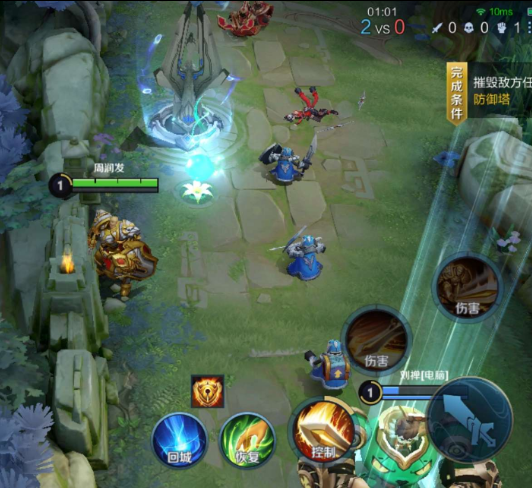 01:01
10ms
2 vs 0
0 0 1
完成条件
摧毁敌方任
防御塔
周润发
1
伤害
伤害
刘禅[电脑]
1
回城
恢复
控制